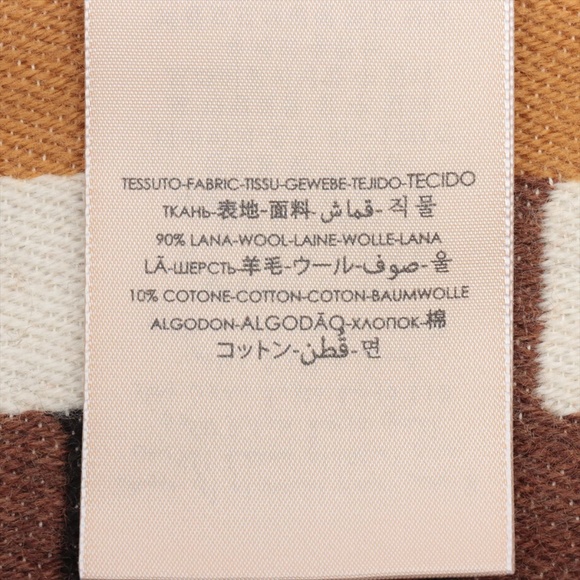 TESSUTO-FABRIC-TISSU-GEWEBE-TEJIDO-TECIDO
ТКАНЬ-表地-面料-قماش-직물
90% LANA-WOOL-LAINE-WOLLE-LANA
LÃ-ШЕРСТЬ-羊毛-ウール-صوف-울
10% COTONE-COTTON-COTON-BAUMWOLLE
ALGODON-ALGODÃO-ХЛОПОК-棉
コットン-قطن-면